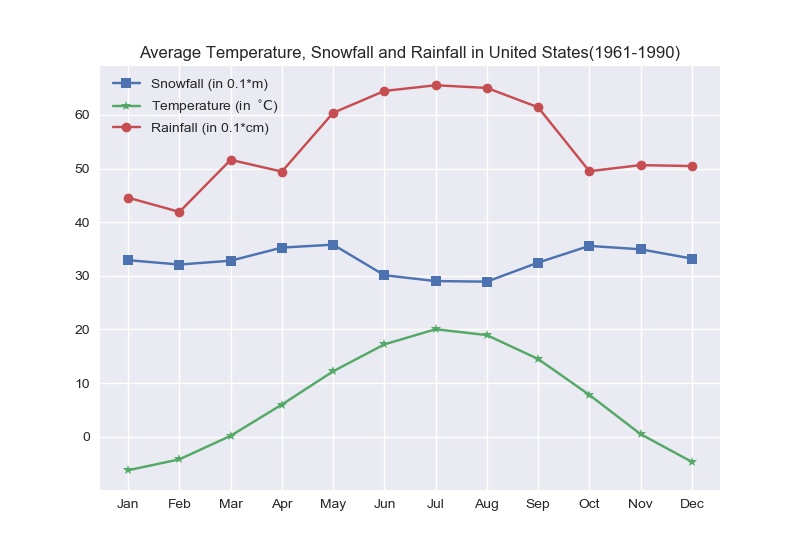 Average Temperature, Snowfall and Rainfall in United States(1961-1990)
Snowfall (in 0.1*m)
Temperature (in ˚C)
Rainfall (in 0.1*cm)
60
50
40
30
20
10
0
Jan Feb Mar Apr May Jun Jul Aug Sep Oct Nov Dec